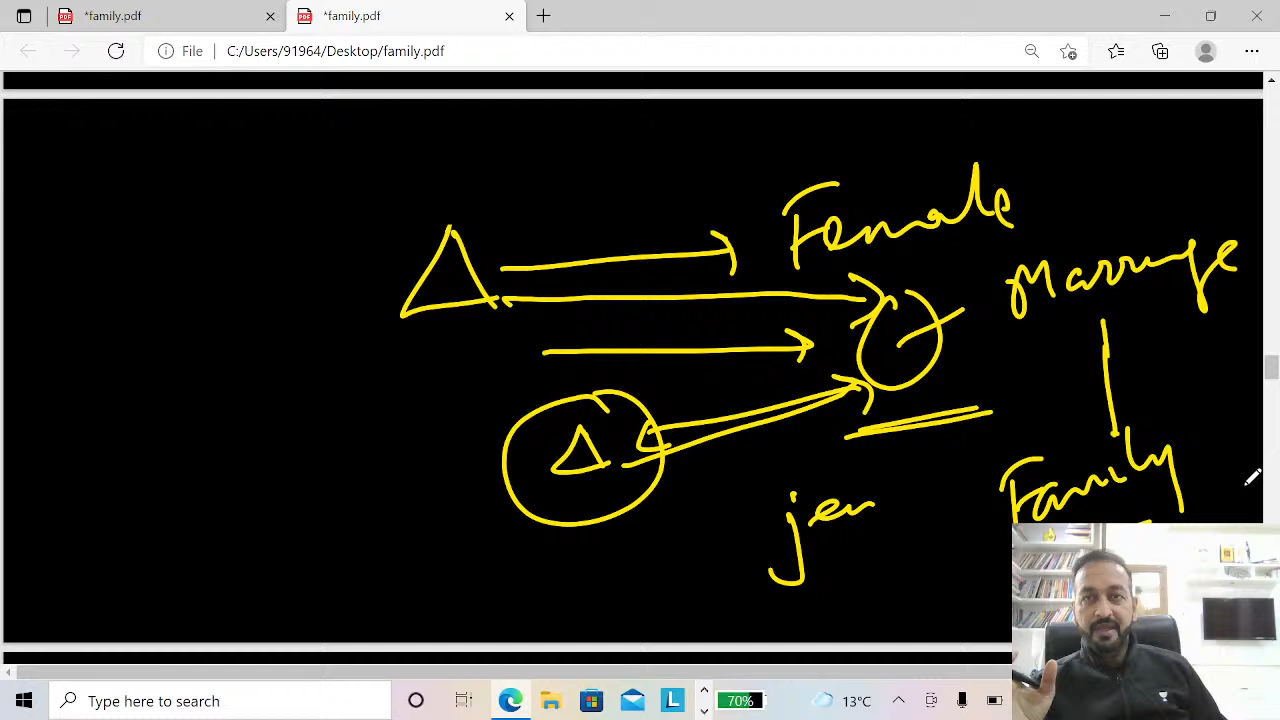 *family.pdf
*family.pdf
File
C:/Users/91964/Desktop/family.pdf
Female
Marriage
Family
Type here to search
L
70%
13°C